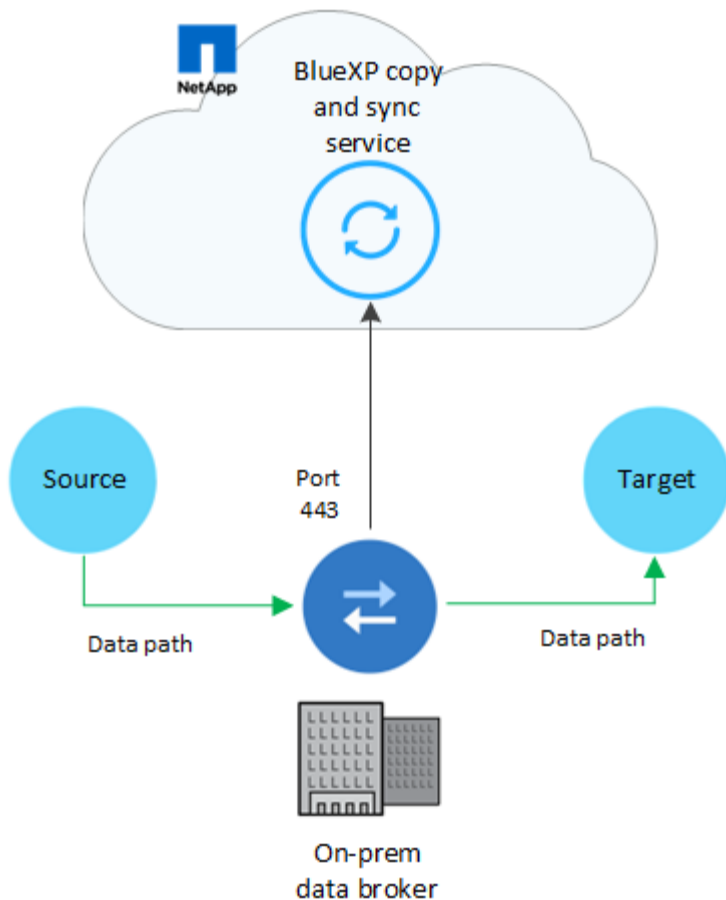 NetApp
BlueXP copy
and sync
service
Source
Port
443
Target
Data path
Data path
On-prem
data broker